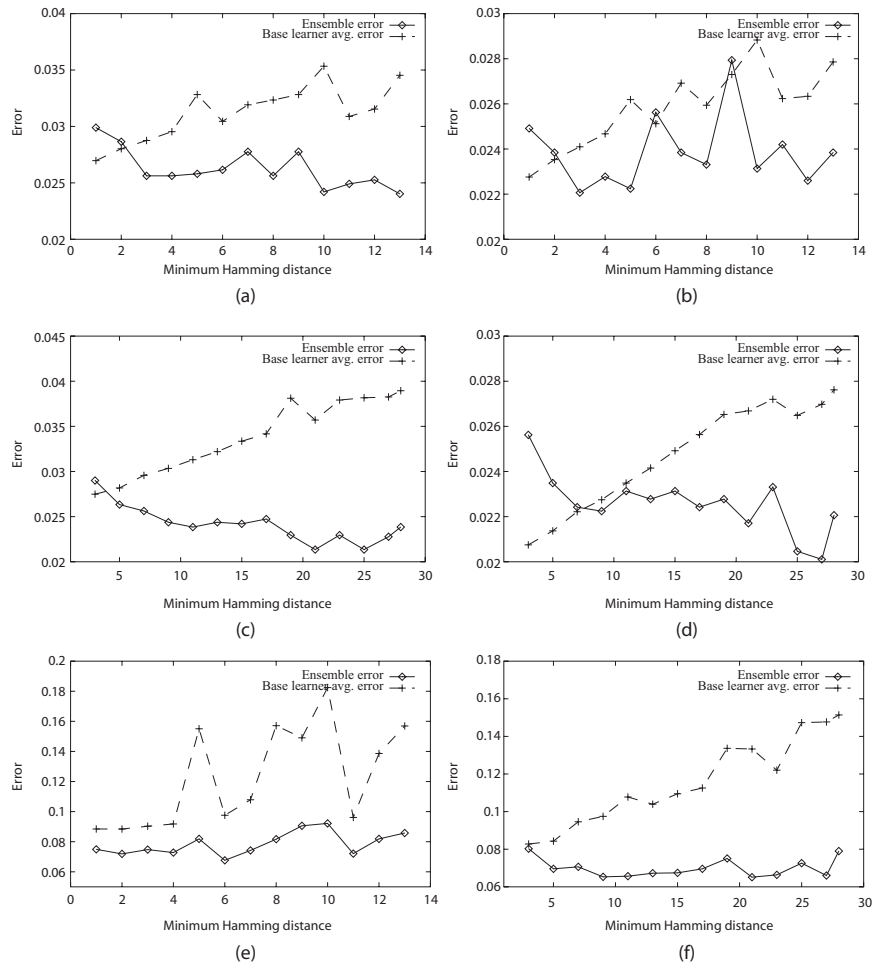 0.04
0.035
0.03
0.025
0.02
Error
Ensemble error
Base learner avg. error
0 2 4 6 8 10 12 14
Minimum Hamming distance
(a)
0.03
0.028
0.026
0.024
0.022
0.02
Error
Ensemble error
Base learner avg. error
0 2 4 6 8 10 12 14
Minimum Hamming distance
(b)
0.045
0.04
0.035
0.03
0.025
0.02
Error
Ensemble error
Base learner avg. error
5 10 15 20 25 30
Minimum Hamming distance
(c)
0.03
0.028
0.026
0.024
0.022
0.02
Error
Ensemble error
Base learner avg. error
5 10 15 20 25 30
Minimum Hamming distance
(d)
0.2
0.18
0.16
0.14
0.12
0.1
0.08
0.06
Error
Ensemble error
Base learner avg. error
0 2 4 6 8 10 12 14
Minimum Hamming distance
(e)
0.18
0.16
0.14
0.12
0.1
0.08
0.06
Error
Ensemble error
Base learner avg. error
5 10 15 20 25 30
Minimum Hamming distance
(f)